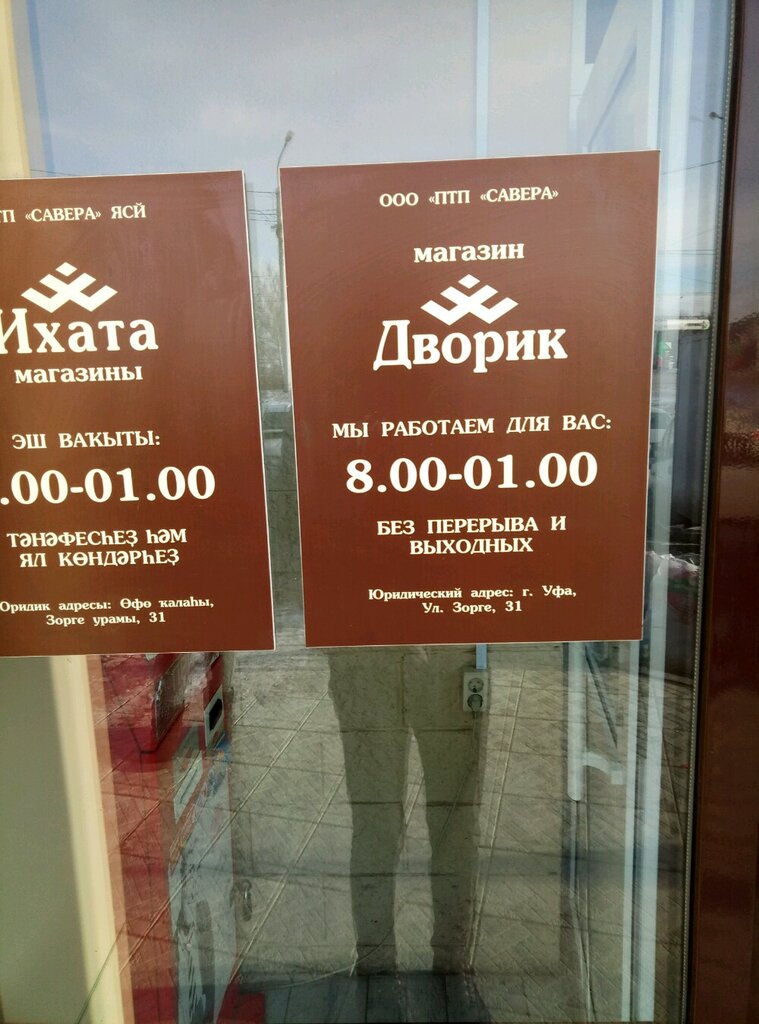 «САВЕРА» ЯСЙ
Ихата
магазины
ЭШ ВАҠЫТЫ:
.00-01.00
ТӘНӘФЕСҺЕҘ ҺӘМ
ЯЛ КӨНДӘРҺЕҘ
Юридик адресы: Өфө ҡалаһы,
Зорге урамы, 31
ООО «ПТП «САВЕРА»
магазин
Дворик
МЫ РАБОТАЕМ ДЛЯ ВАС:
8.00-01.00
БЕЗ ПЕРЕРЫВА И
ВЫХОДНЫХ
Юридический адрес: г. Уфа,
Ул. Зорге, 31